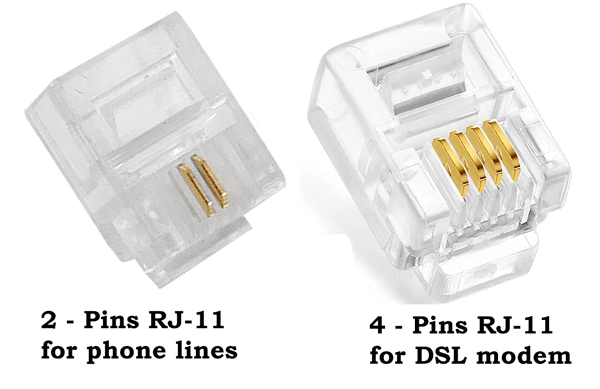 2 - Pins RJ-11
for phone lines
4 - Pins RJ-11
for DSL modem